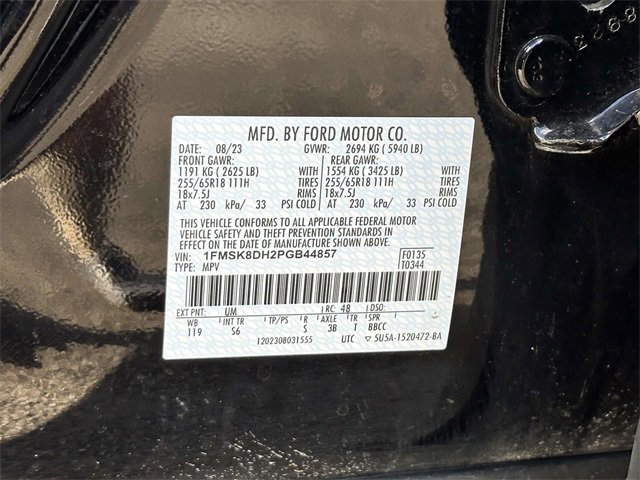 MFD. BY FORD MOTOR CO.
DATE: 08/23 GVWR: 2694 KG ( 5940 LB)
FRONT GAWR: REAR GAWR:
1191 KG ( 2625 LB) WITH 1554 KG ( 3425 LB) WITH
255/65R18 111H TIRES 255/65R18 111H TIRES
18x7.5J RIMS 18x7.5J RIMS
AT 230 kPa/ 33 PSI COLD AT 230 kPa/ 33 PSI COLD
THIS VEHICLE CONFORMS TO ALL APPLICABLE FEDERAL MOTOR
VEHICLE SAFETY AND THEFT PREVENTION STANDARDS IN
EFFECT ON THE DATE OF MANUFACTURE SHOWN ABOVE.
VIN: 1FMSK8DH2PGB44857 F0135
TYPE: MPV T0344
EXT PNT: UM RC: 48 DSO:
WB INT TR TP/PS R AXLE TR SPR
119 S6 S 3B T BBCC
1202308031555 UTC 5U5A-1520472-BA